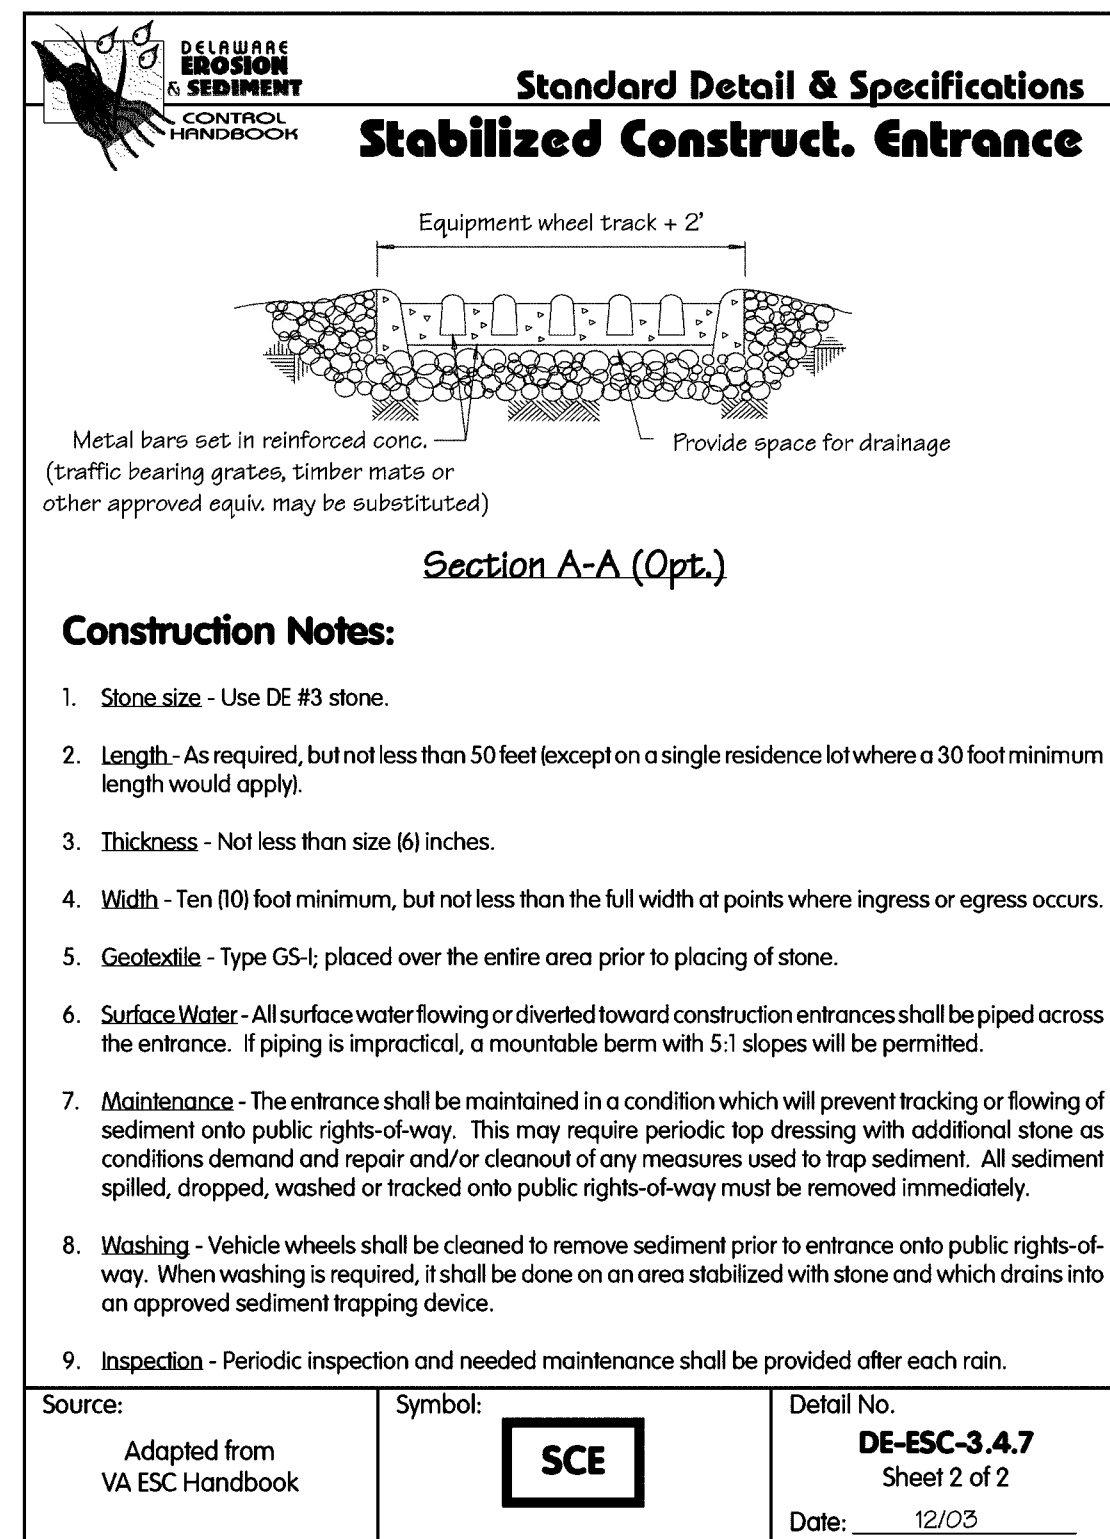 DELAWARE
EROSION
& SEDIMENT
CONTROL
HANDBOOK
Standard Detail & Specifications
Stabilized Construct. Entrance
Equipment wheel track + 2'
Metal bars set in reinforced conc.
(traffic bearing grates, timber mats or
other approved equiv. may be substituted)
Provide space for drainage
Section A-A (Opt.)
Construction Notes:
1. Stone size - Use DE #3 stone.
2. Length - As required, but not less than 50 feet (except on a single residence lot where a 30 foot minimum
length would apply).
3. Thickness - Not less than size (6) inches.
4. Width - Ten (10) foot minimum, but not less than the full width at points where ingress or egress occurs.
5. Geotextile - Type GS-I; placed over the entire area prior to placing of stone.
6. Surface Water - All surface water flowing or diverted toward construction entrances shall be piped across
the entrance. If piping is impractical, a mountable berm with 5:1 slopes will be permitted.
7. Maintenance - The entrance shall be maintained in a condition which will prevent tracking or flowing of
sediment onto public rights-of-way. This may require periodic top dressing with additional stone as
conditions demand and repair and/or cleanout of any measures used to trap sediment. All sediment
spilled, dropped, washed or tracked onto public rights-of-way must be removed immediately.
8. Washing - Vehicle wheels shall be cleaned to remove sediment prior to entrance onto public rights-of-
way. When washing is required, it shall be done on an area stabilized with stone and which drains into
an approved sediment trapping device.
9. Inspection - Periodic inspection and needed maintenance shall be provided after each rain.
Source:
Adapted from
VA ESC Handbook
Symbol:
SCE
Detail No.
DE-ESC-3.4.7
Sheet 2 of 2
Date: 12/03